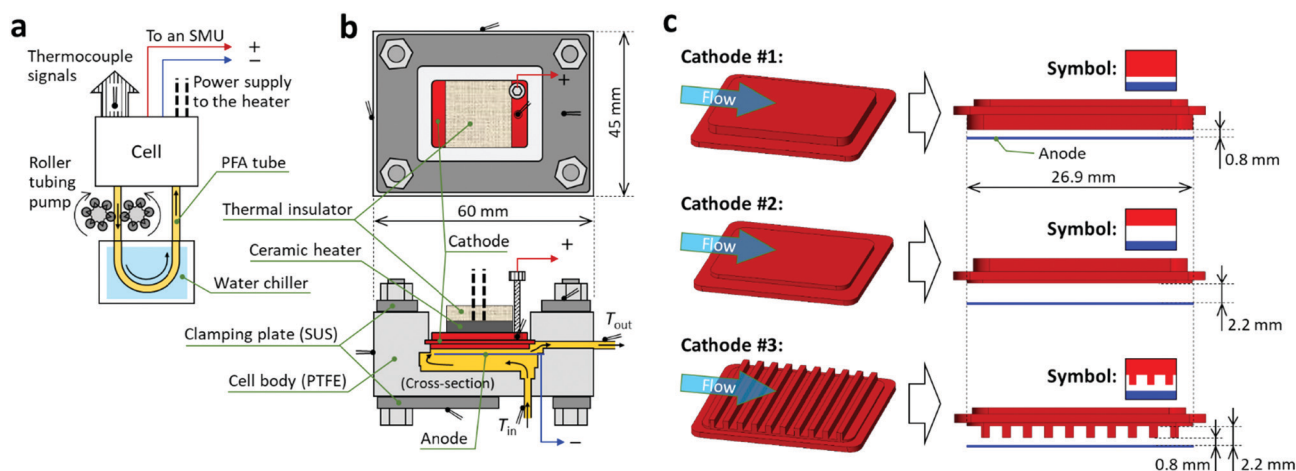 a
To an SMU
Thermocouple
signals
+
−
Power supply
to the heater
Cell
Roller
tubing
pump
PFA tube
Water chiller
b
+
45 mm
Thermal insulator
60 mm
Ceramic heater
Cathode
+
Clamping plate (SUS)
Tout
Cell body (PTFE)
(Cross-section)
Anode
Tin
−
c
Cathode #1:
Flow
Symbol:
Anode
0.8 mm
26.9 mm
Cathode #2:
Flow
Symbol:
2.2 mm
Cathode #3:
Flow
Symbol:
0.8 mm
2.2 mm